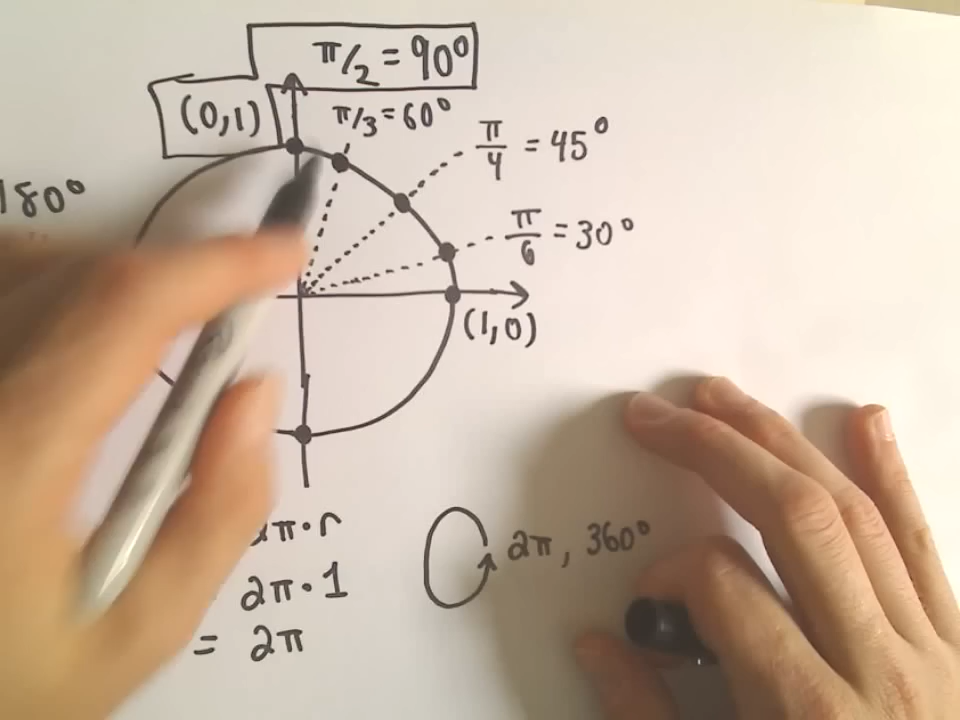 π/2 = 90°
(0,1)
π/3 = 60°
π/4 = 45°
180°
π/6 = 30°
(1,0)
2π·r
2π, 360°
2π·1
= 2π